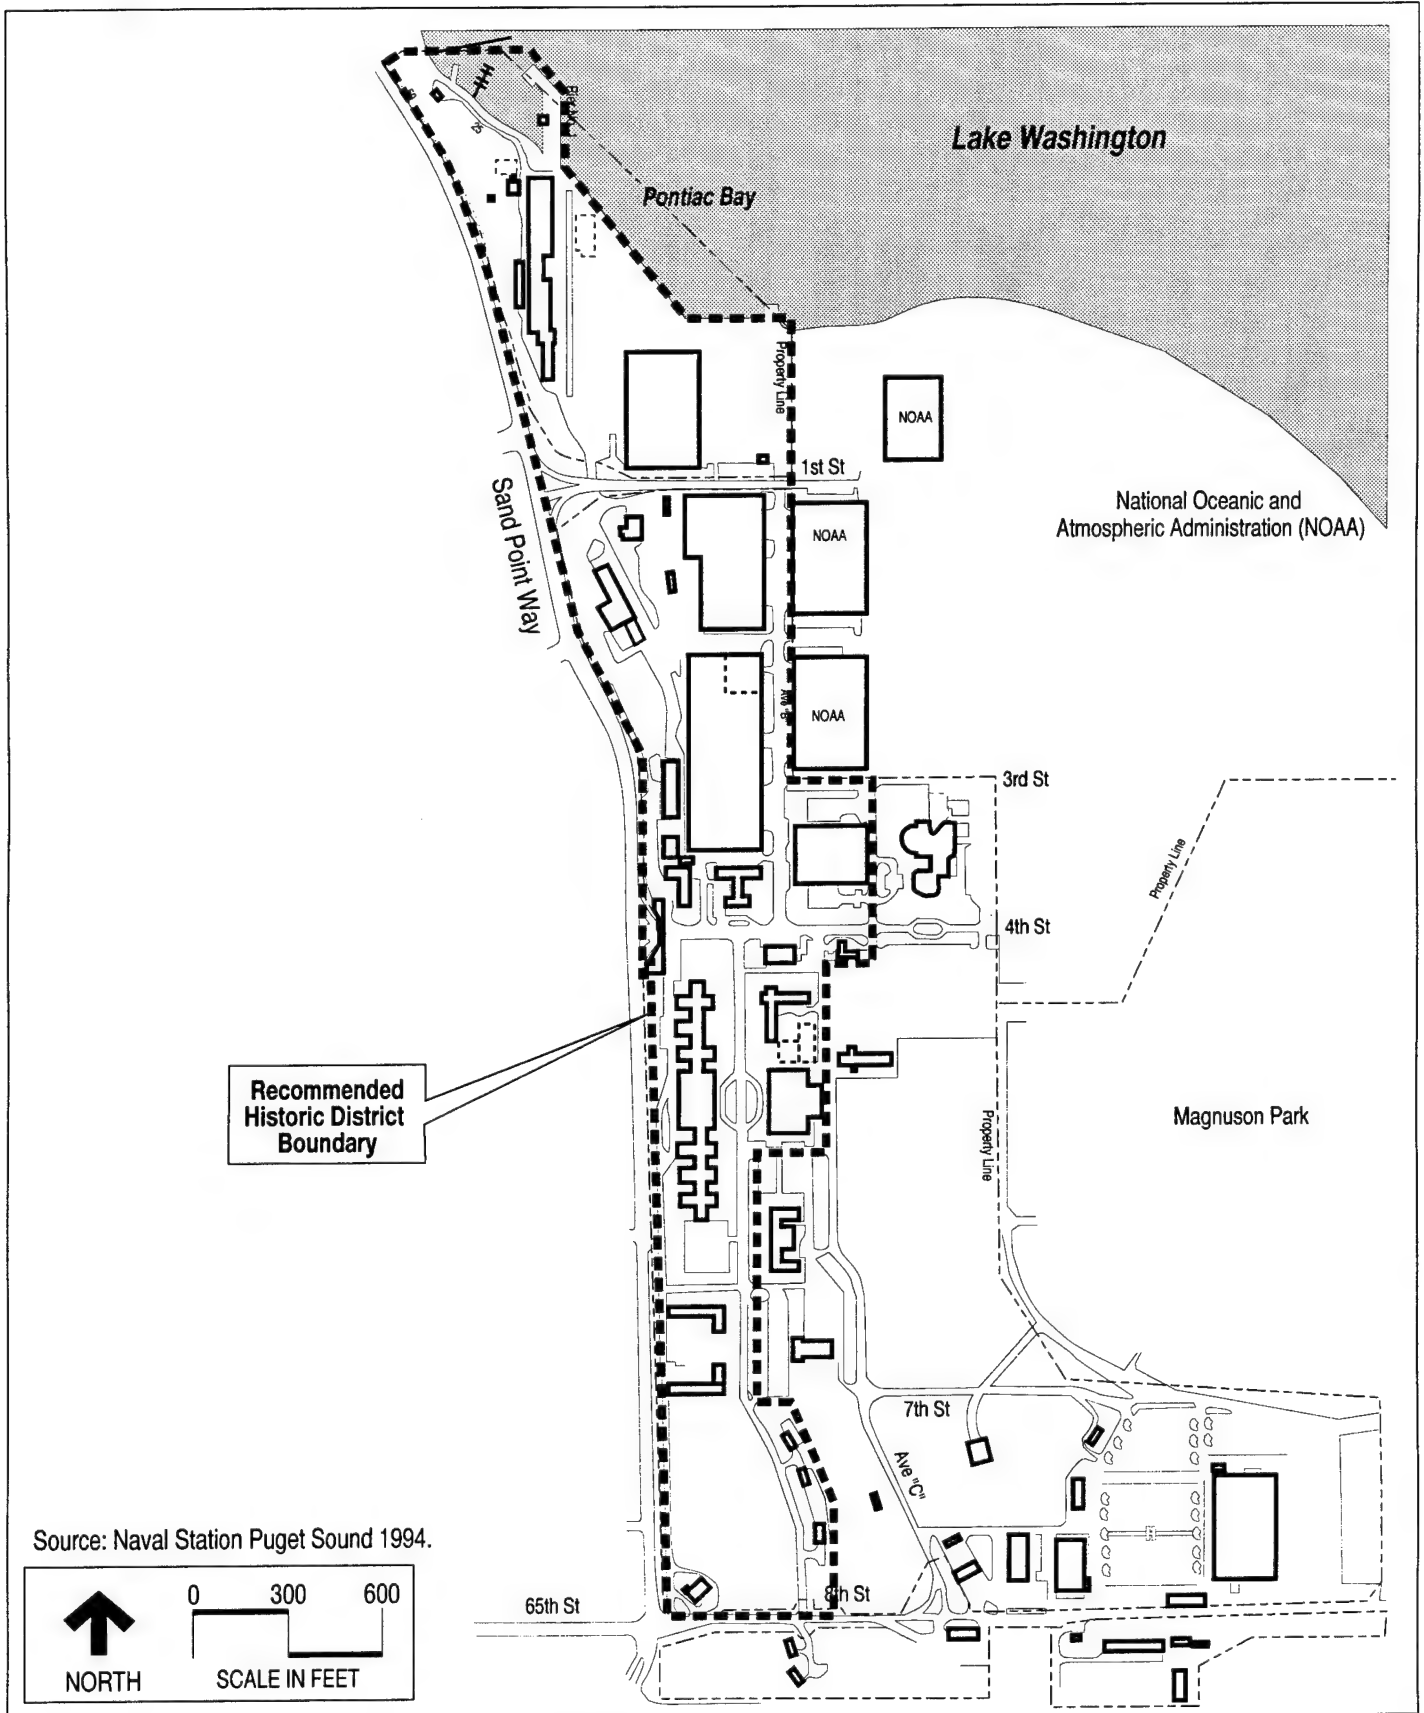 Lake Washington
Pontiac Bay
Property Line
NOAA
1st St
National Oceanic and
Atmospheric Administration (NOAA)
NOAA
Sand Point Way
Ave "B"
NOAA
3rd St
Property Line
4th St
Recommended
Historic District
Boundary
Property Line
Magnuson Park
7th St
Ave "C"
Source: Naval Station Puget Sound 1994.
65th St
8th St
0 300 600
NORTH
SCALE IN FEET